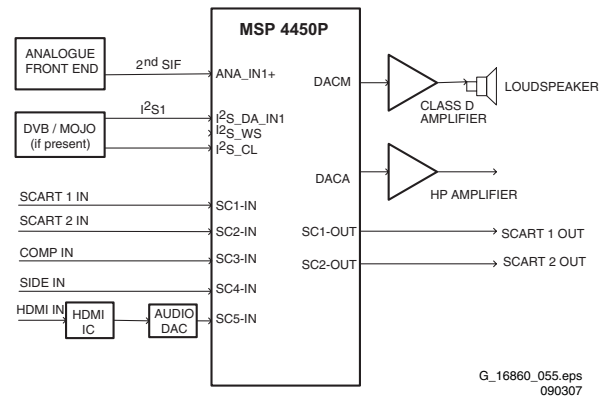 MSP 4450P
ANALOGUE
FRONT END
2nd SIF
ANA_IN1+
DACM
LOUDSPEAKER
CLASS D
AMPLIFIER
I2S1
DVB / MOJO
(if present)
I2S_DA_IN1
I2S_WS
I2S_CL
DACA
HP AMPLIFIER
SCART 1 IN
SC1-IN
SCART 2 IN
SC2-IN
SC1-OUT
SCART 1 OUT
COMP IN
SC3-IN
SC2-OUT
SCART 2 OUT
SIDE IN
SC4-IN
HDMI IN
HDMI
IC
AUDIO
DAC
SC5-IN
G_16860_055.eps
090307